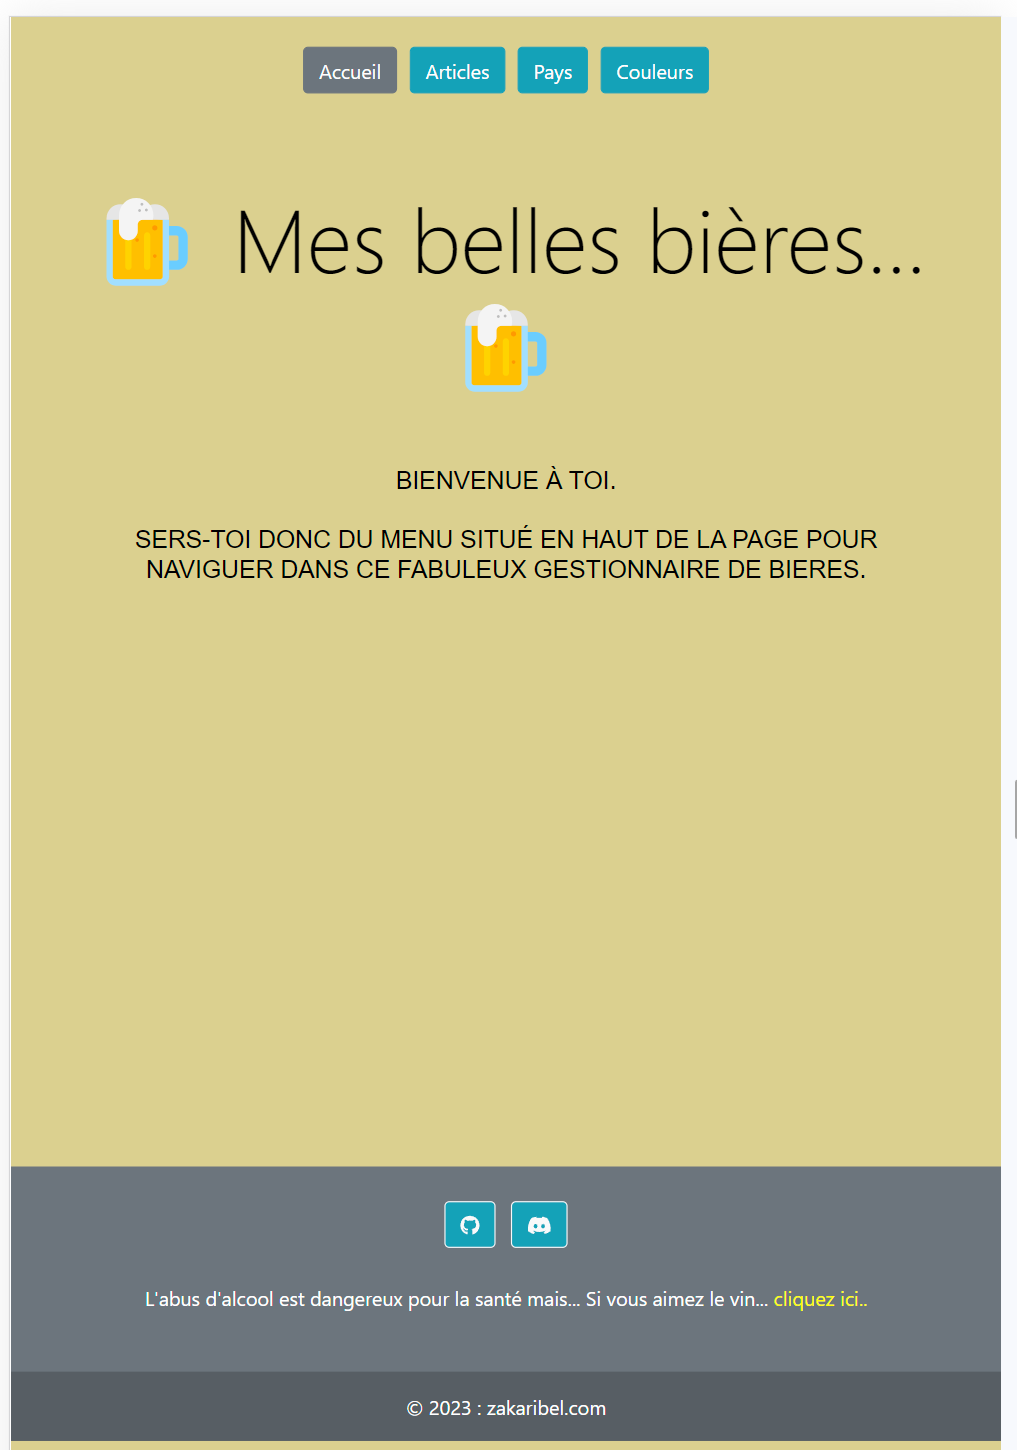 Accueil Articles Pays Couleurs
Mes belles bières...
BIENVENUE À TOI.
SERS-TOI DONC DU MENU SITUÉ EN HAUT DE LA PAGE POUR
NAVIGUER DANS CE FABULEUX GESTIONNAIRE DE BIERES.
L'abus d'alcool est dangereux pour la santé mais... Si vous aimez le vin... cliquez ici..
© 2023 : zakaribel.com